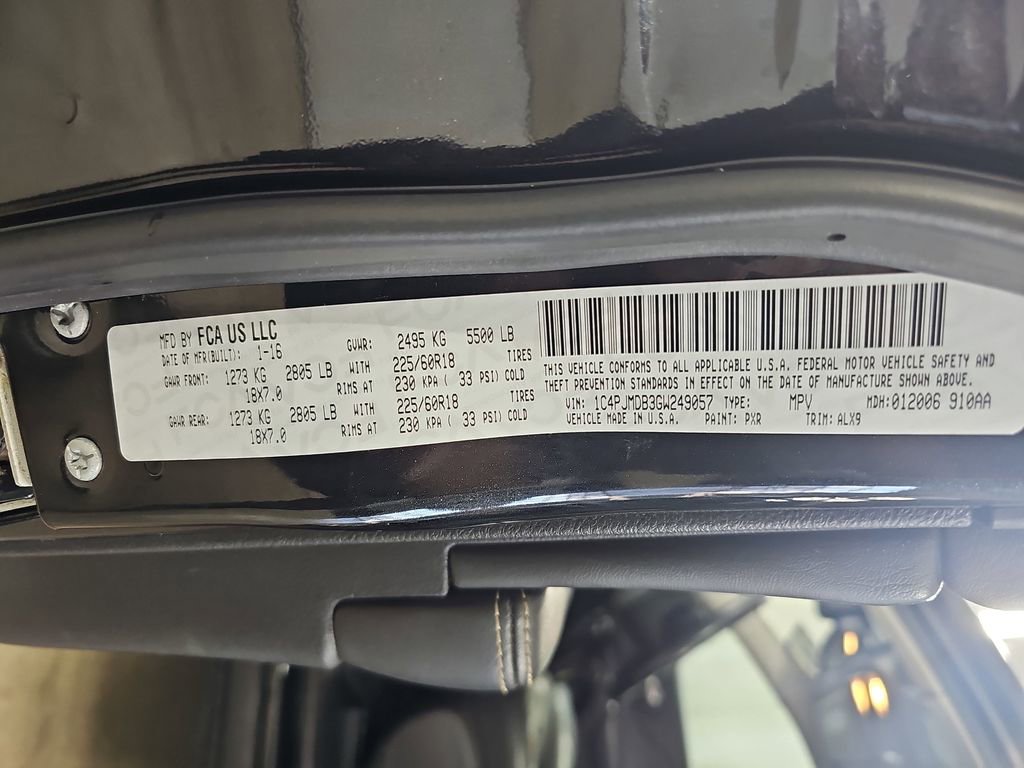 MFD BY FCA US LLC
DATE OF MFR(BUILT): 1-16 GVWR: 2495 KG 5500 LB
GAWR FRONT: 1273 KG 2805 LB WITH 225/60R18 TIRES
18X7.0 RIMS AT 230 KPA ( 33 PSI) COLD
GAWR REAR: 1273 KG 2805 LB WITH 225/60R18 TIRES
18X7.0 RIMS AT 230 KPA ( 33 PSI) COLD
THIS VEHICLE CONFORMS TO ALL APPLICABLE U.S.A. FEDERAL MOTOR VEHICLE SAFETY AND
THEFT PREVENTION STANDARDS IN EFFECT ON THE DATE OF MANUFACTURE SHOWN ABOVE.
VIN: 1C4PJMDB3GW249057 TYPE: MPV MDH:012006 910AA
VEHICLE MADE IN U.S.A. PAINT: PXR TRIM: ALX9